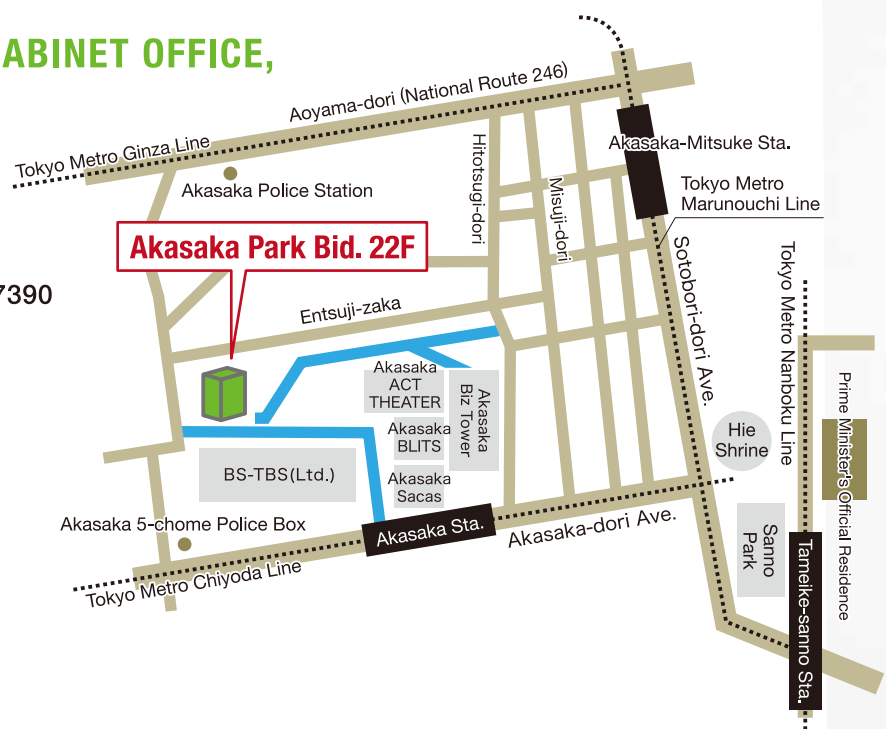 ABINET OFFICE,
Aoyama-dori (National Route 246)
Tokyo Metro Ginza Line
Akasaka Police Station
Akasaka-Mitsuke Sta.
Tokyo Metro
Marunouchi Line
Hitotsugi-dori
Misuji-dori
Sotobori-dori Ave.
Tokyo Metro Nanboku Line
Akasaka Park Bid. 22F
7390
Entsuji-zaka
Akasaka
ACT
THEATER
Akasaka
Biz Tower
Akasaka
BLITS
Akasaka
Sacas
BS-TBS(Ltd.)
Hie
Shrine
Prime Minister's Official Residence
Akasaka 5-chome Police Box
Akasaka Sta.
Akasaka-dori Ave.
Sanno
Park
Tameike-sanno Sta.
Tokyo Metro Chiyoda Line